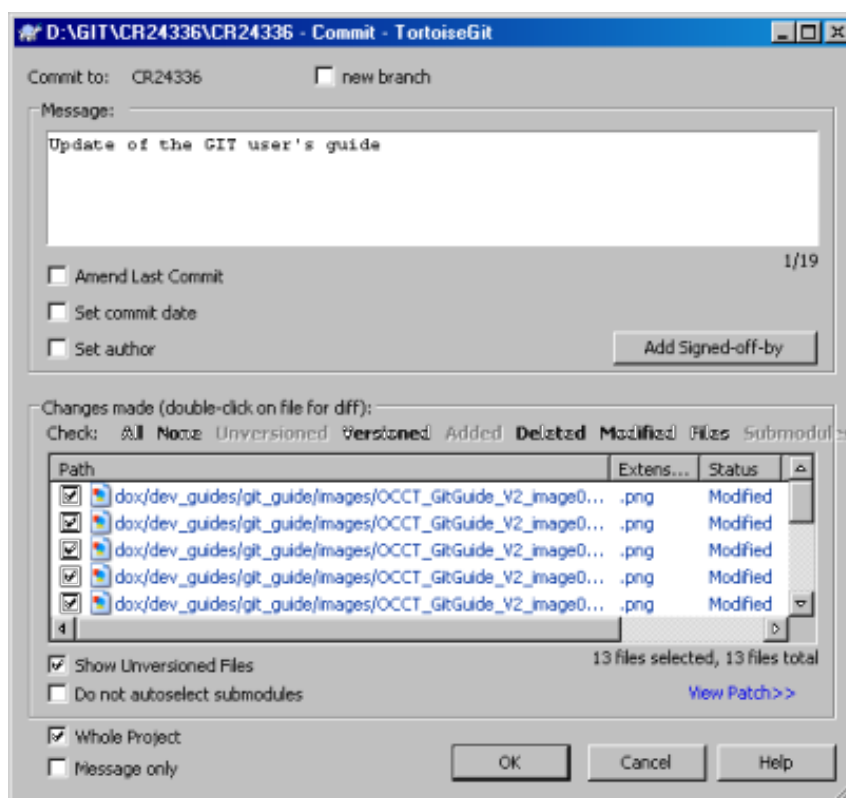 D:\GIT\CR24336\CR24336 - Commit - TortoiseGit
Commit to: CR24336 new branch
Message:
Update of the GIT user's guide
1/19
Amend Last Commit
Set commit date
Set author
Add Signed-off-by
Changes made (double-click on file for diff):
Check: All None Unversioned Versioned Added Deleted Modified Files Submodules
Path Extens... Status
dox/dev_guides/git_guide/images/OCCT_GitGuide_V2_image0... .png Modified
dox/dev_guides/git_guide/images/OCCT_GitGuide_V2_image0... .png Modified
dox/dev_guides/git_guide/images/OCCT_GitGuide_V2_image0... .png Modified
dox/dev_guides/git_guide/images/OCCT_GitGuide_V2_image0... .png Modified
dox/dev_guides/git_guide/images/OCCT_GitGuide_V2_image0... .png Modified
Show Unversioned Files
13 files selected, 13 files total
Do not autoselect submodules
View Patch>>
Whole Project
Message only
OK Cancel Help